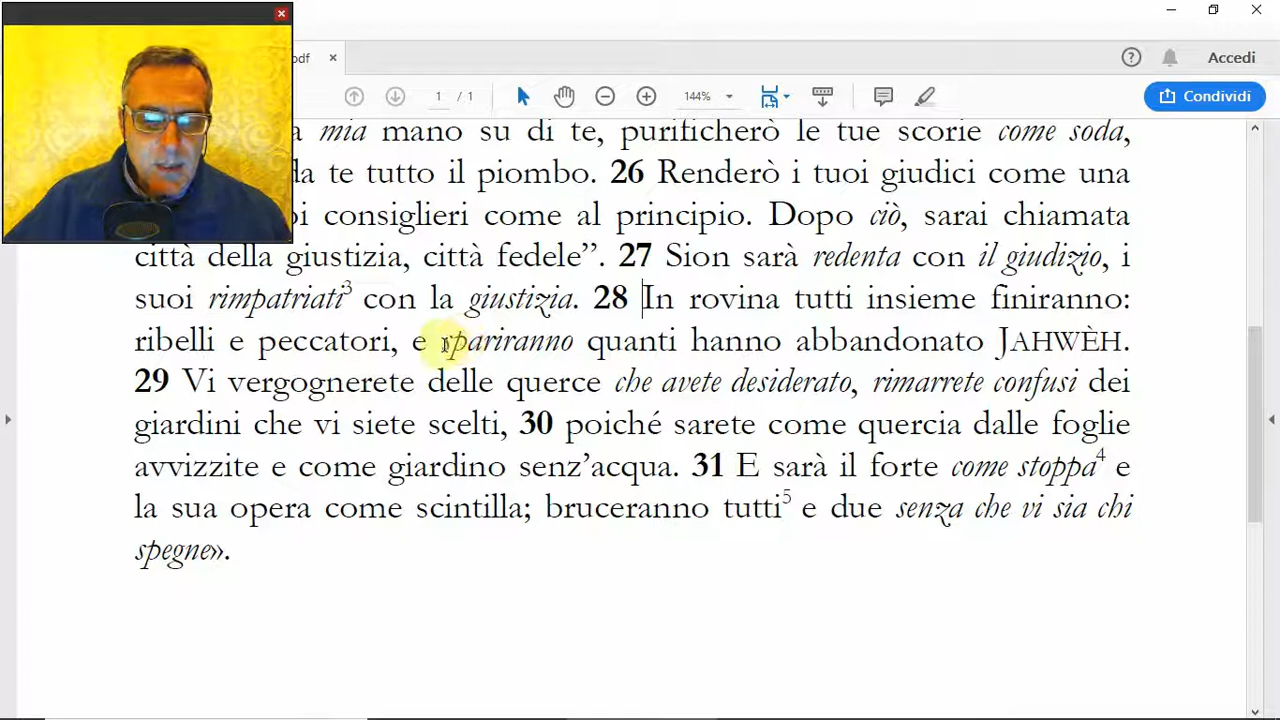 df
Accedi
1 / 1
144%
Condividi
mia mano su di te, purificherò le tue scorie come soda,
da te tutto il piombo. 26 Renderò i tuoi giudici come una
consiglieri come al principio. Dopo ciò, sarai chiamata
città della giustizia, città fedele”. 27 Sion sarà redenta con il giudizio, i
suoi rimpatriati3 con la giustizia. 28 In rovina tutti insieme finiranno:
ribelli e peccatori, e spariranno quanti hanno abbandonato JAHWÈH.
29 Vi vergognerete delle querce che avete desiderato, rimarrete confusi dei
giardini che vi siete scelti, 30 poiché sarete come quercia dalle foglie
avvizzite e come giardino senz’acqua. 31 E sarà il forte come stoppa4 e
la sua opera come scintilla; bruceranno tutti5 e due senza che vi sia chi
spegne».